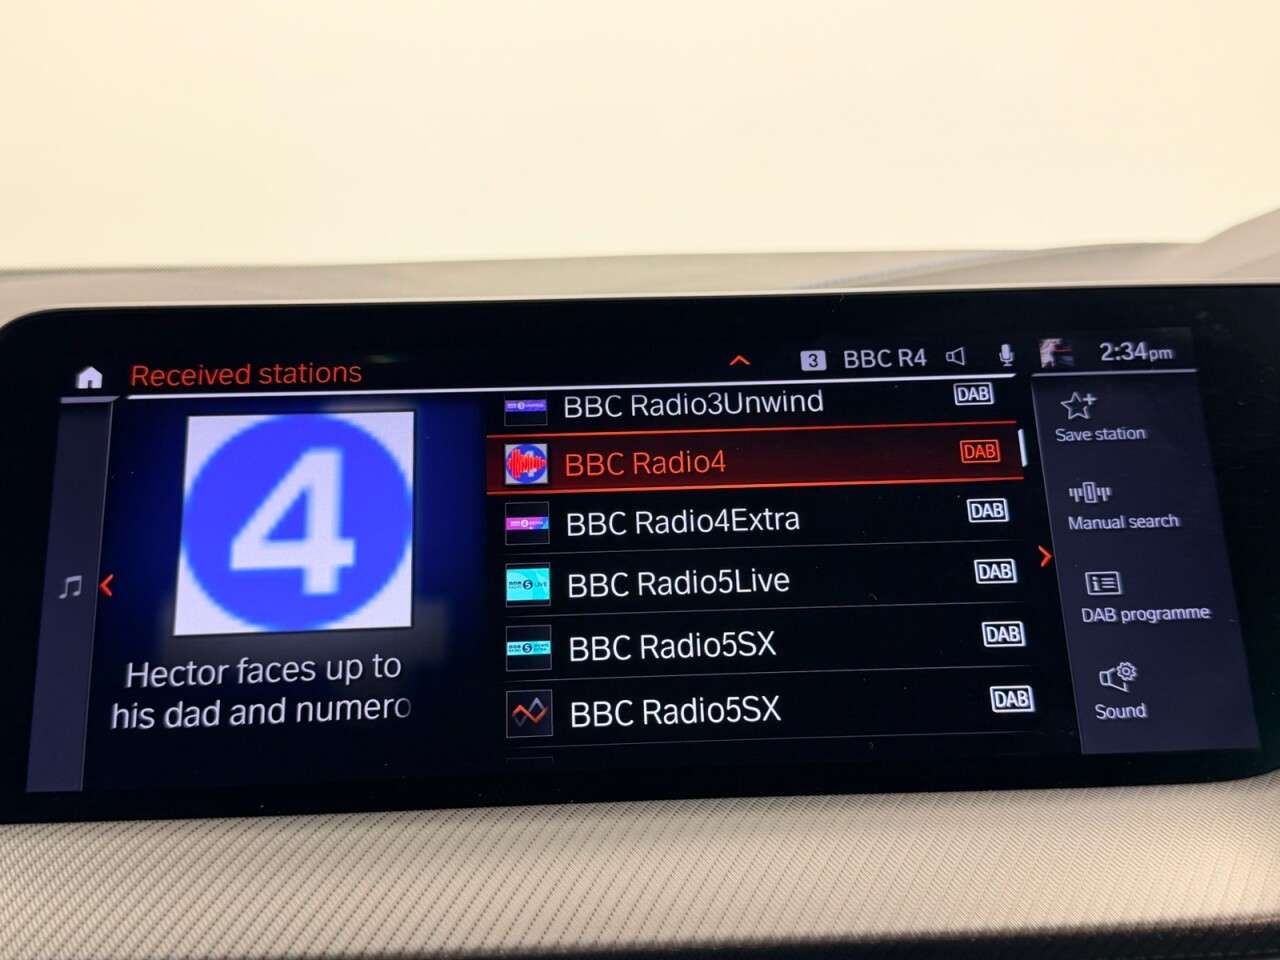 Received stations
3 BBC R4
2:34pm
4
Hector faces up to
his dad and numero
BBC Radio3Unwind DAB
BBC Radio4 DAB
BBC Radio4Extra DAB
BBC Radio5Live DAB
BBC Radio5SX DAB
BBC Radio5SX DAB
Save station
Manual search
DAB programme
Sound